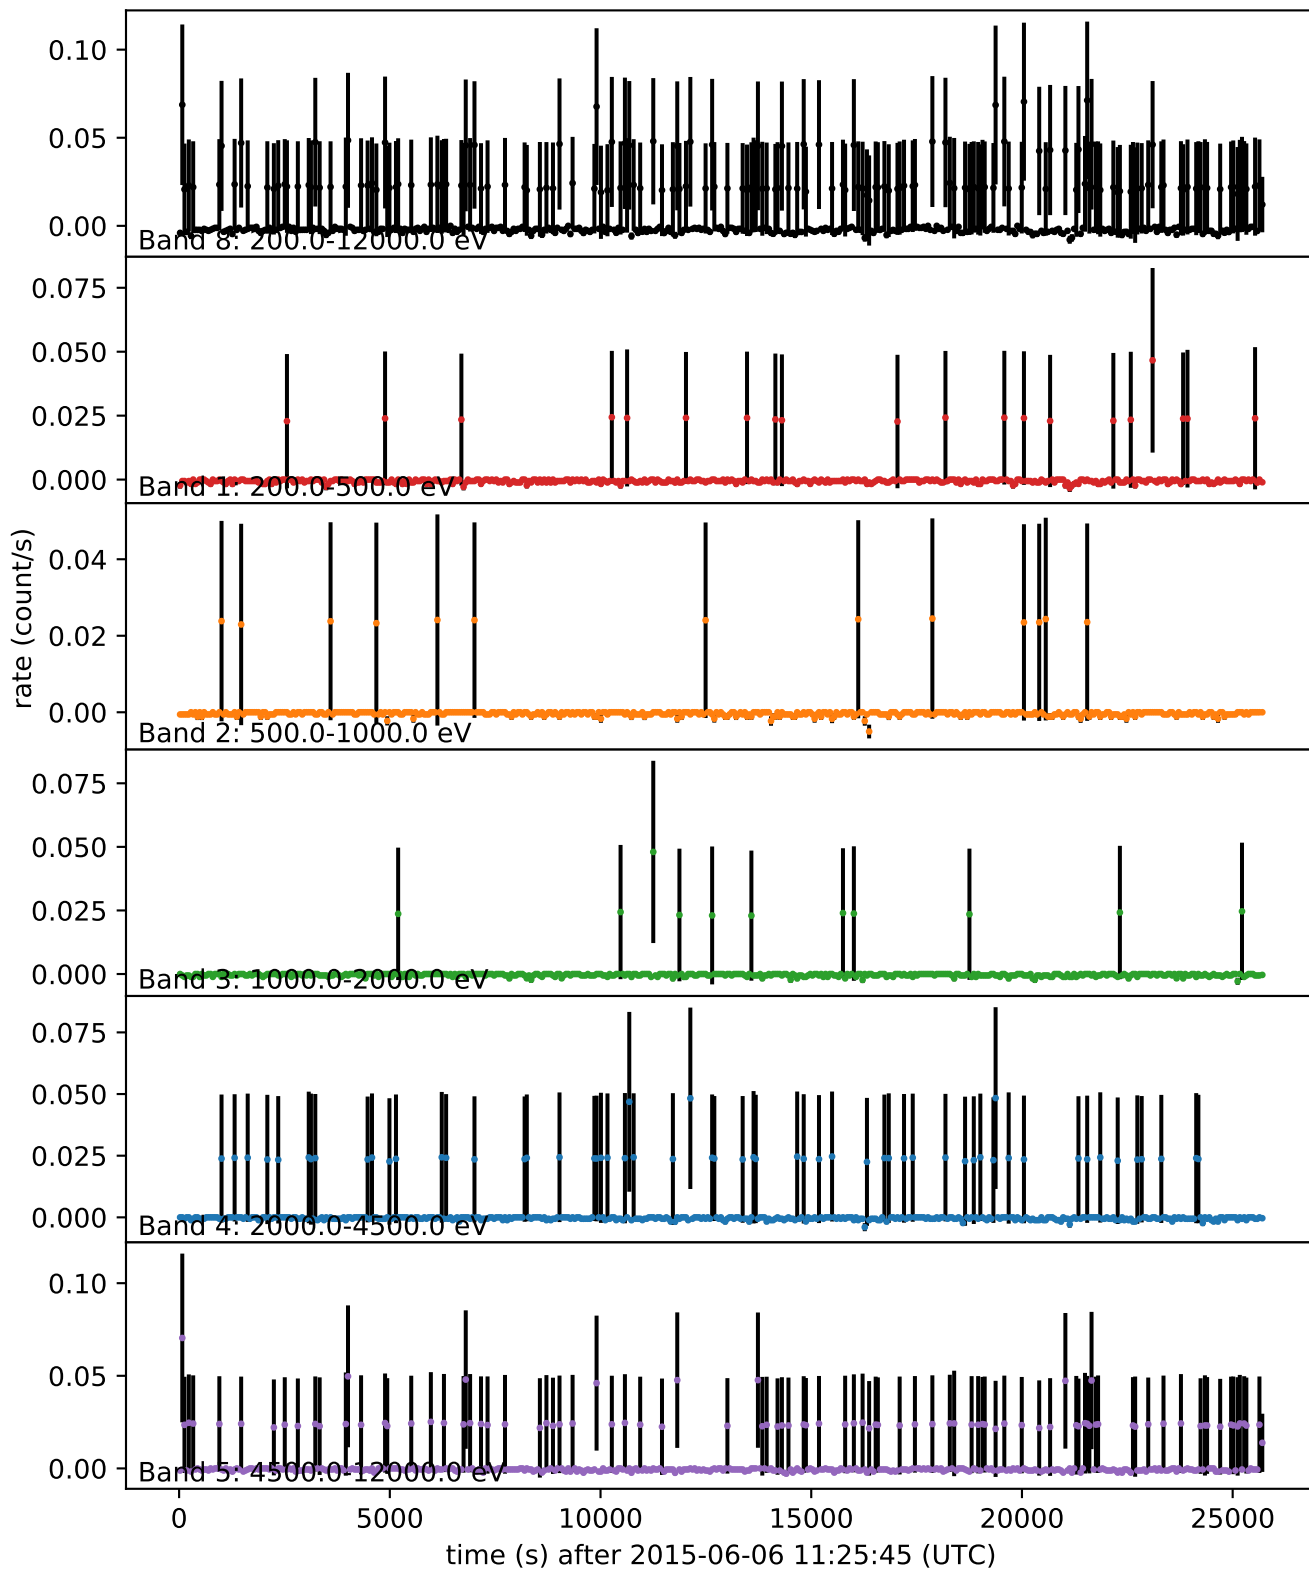 0.10
0.05
0.00
Band 8: 200.0-12000.0 eV
0.075
0.050
0.025
0.000
Band 1: 200.0-500.0 eV
rate (count/s)
0.04
0.02
0.00
Band 2: 500.0-1000.0 eV
0.075
0.050
0.025
0.000
Band 3: 1000.0-2000.0 eV
0.075
0.050
0.025
0.000
Band 4: 2000.0-4500.0 eV
0.10
0.05
0.00
Band 5: 4500.0-12000.0 eV
0 5000 10000 15000 20000 25000
time (s) after 2015-06-06 11:25:45 (UTC)